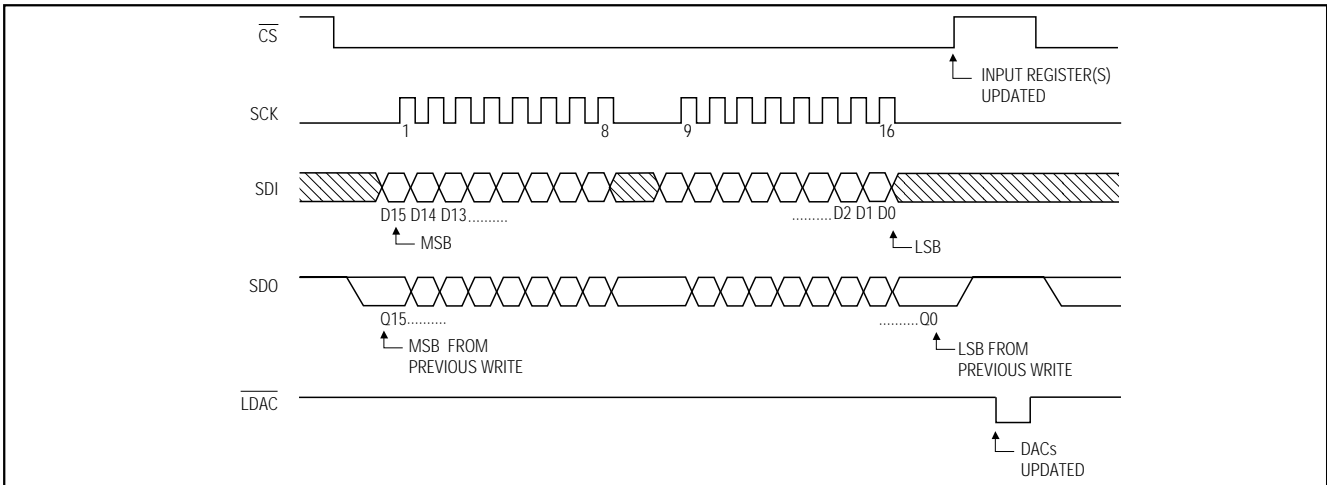 CS
INPUT REGISTER(S)
UPDATED
SCK
1
8
9
16
SDI
D15 D14 D13..........
..........D2 D1 D0
MSB
LSB
SDO
Q15..........
..........Q0
MSB FROM
PREVIOUS WRITE
LSB FROM
PREVIOUS WRITE
LDAC
DACs
UPDATED